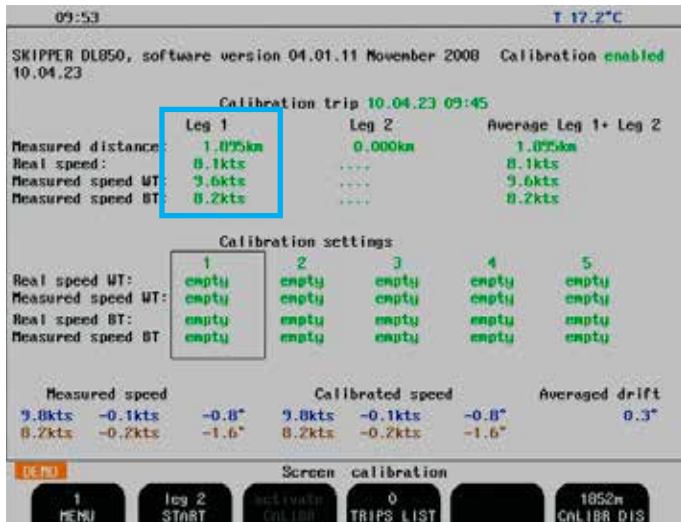 09:53 T 17.2°C
SKIPPER DL850, software version 04.01.11 November 2008 Calibration enabled
10.04.23
Calibration trip 10.04.23 09:45
Leg 1 Leg 2 Average Leg 1+ Leg 2
Measured distance: 1.895km 0.000km 1.895km
Real speed: 8.1kts .... 8.1kts
Measured speed WT: 9.6kts .... 9.6kts
Measured speed BT: 8.2kts .... 8.2kts
Calibration settings
1 2 3 4 5
Real speed WT: empty empty empty empty empty
Measured speed WT: empty empty empty empty empty
Real speed BT: empty empty empty empty empty
Measured speed BT empty empty empty empty empty
Measured speed Calibrated speed Averaged drift
9.8kts -0.1kts -0.8° 9.8kts -0.1kts -0.8° 0.3°
8.2kts -0.2kts -1.6° 8.2kts -0.2kts -1.6°
DEMO Screen calibration
1 leg 2 activate 0 1852m
MENU START CALIBR TRIPS LIST CALIBR DIS